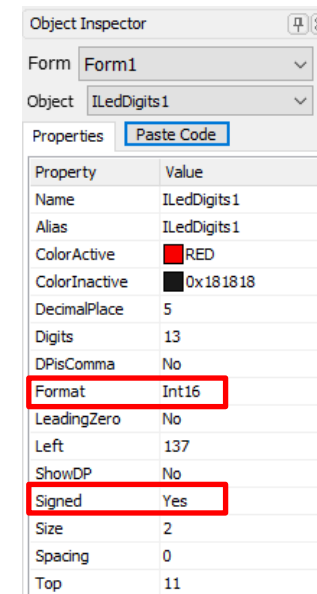 Object Inspector
Form Form1
Object ILedDigits1
Properties Paste Code
Property Value
Name ILedDigits1
Alias ILedDigits1
ColorActive RED
ColorInactive 0x181818
DecimalPlace 5
Digits 13
DPisComma No
Format Int16
LeadingZero No
Left 137
ShowDP No
Signed Yes
Size 2
Spacing 0
Top 11